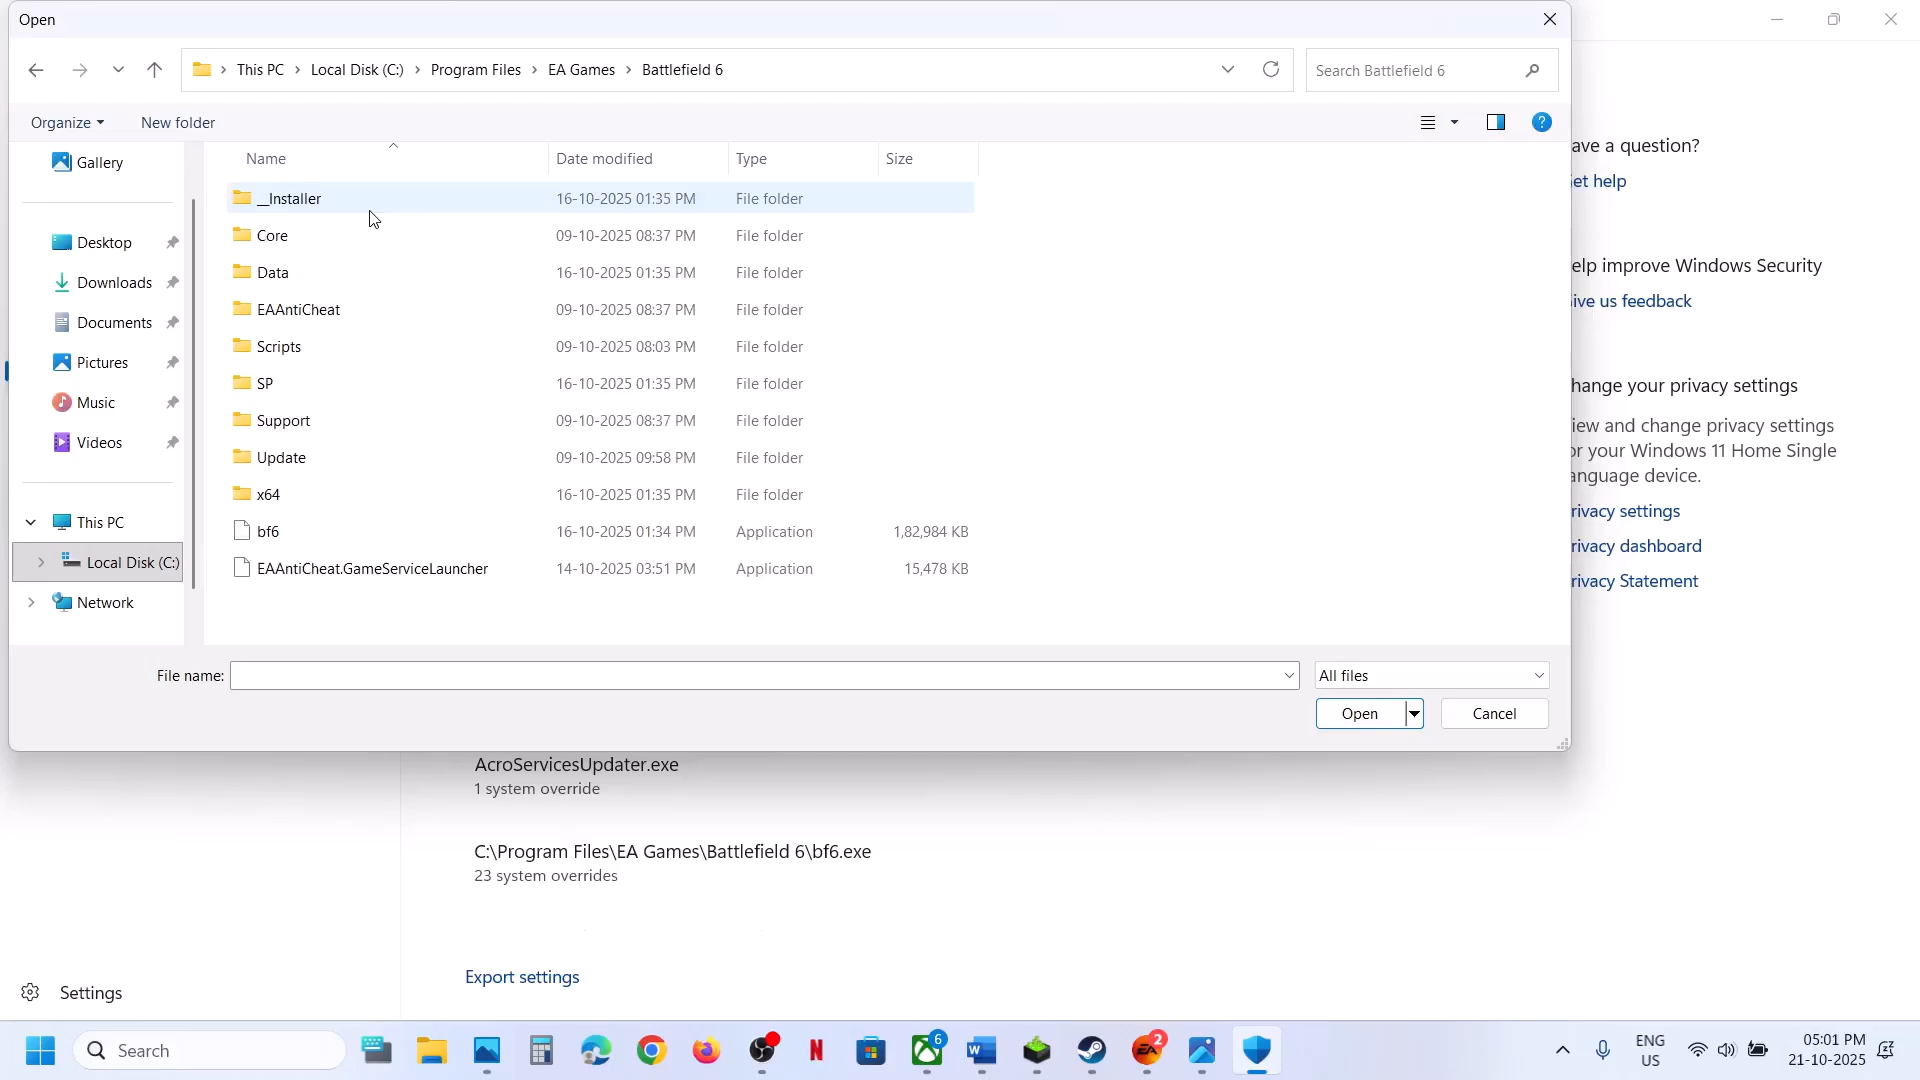 Open
This PC > Local Disk (C:) > Program Files > EA Games > Battlefield 6
Search Battlefield 6
Organize
New folder
Name
Date modified
Type
Size
Gallery
Desktop
Downloads
Documents
Pictures
Music
Videos
This PC
Local Disk (C:)
Network
__Installer 16-10-2025 01:35 PM File folder
Core 09-10-2025 08:37 PM File folder
Data 16-10-2025 01:35 PM File folder
EAAntiCheat 09-10-2025 08:37 PM File folder
Scripts 09-10-2025 08:03 PM File folder
SP 16-10-2025 01:35 PM File folder
Support 09-10-2025 08:37 PM File folder
Update 09-10-2025 09:58 PM File folder
x64 16-10-2025 01:35 PM File folder
bf6 16-10-2025 01:34 PM Application 1,82,984 KB
EAAntiCheat.GameServiceLauncher 14-10-2025 03:51 PM Application 15,478 KB
File name:
All files
Open
Cancel
ave a question?
et help
elp improve Windows Security
ive us feedback
hange your privacy settings
iew and change privacy settings
or your Windows 11 Home Single
anguage device.
rivacy settings
rivacy dashboard
rivacy Statement
AcroServicesUpdater.exe
1 system override
C:\Program Files\EA Games\Battlefield 6\bf6.exe
23 system overrides
Export settings
Settings
Search
N
6
W
EA
2
ENG
US
05:01 PM
21-10-2025